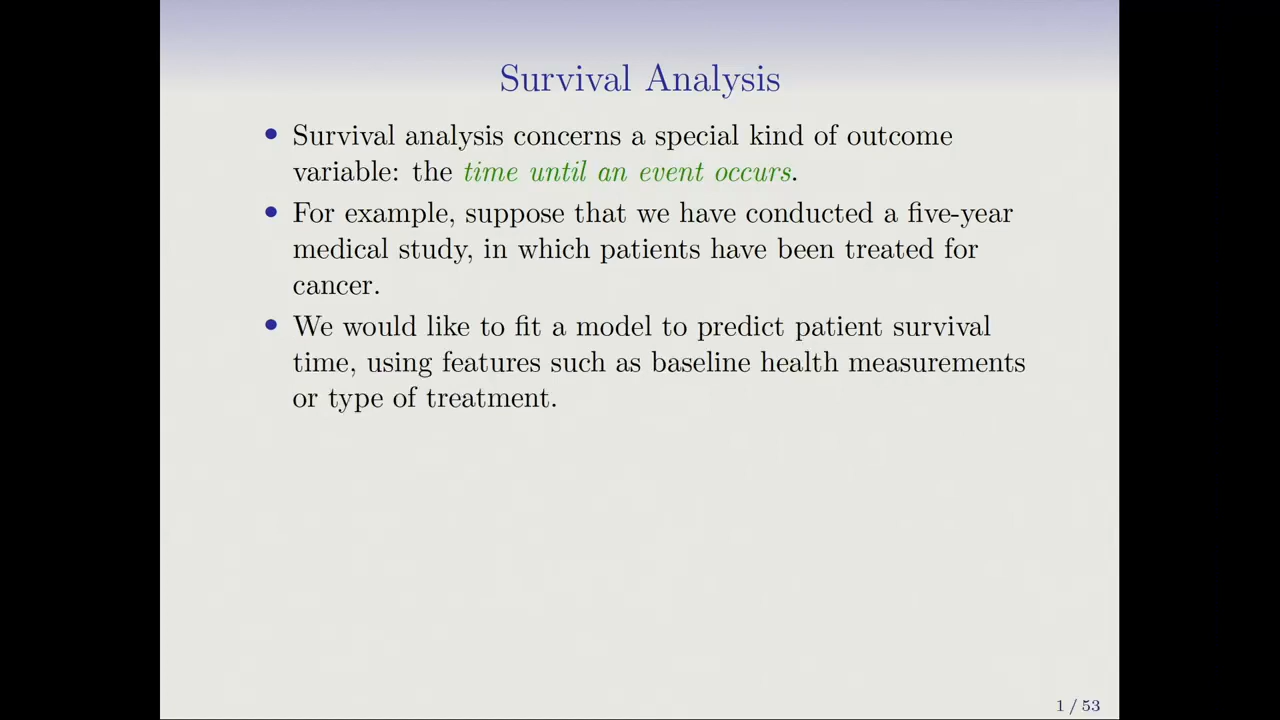 Survival Analysis
• Survival analysis concerns a special kind of outcome
variable: the time until an event occurs.
• For example, suppose that we have conducted a five-year
medical study, in which patients have been treated for
cancer.
• We would like to fit a model to predict patient survival
time, using features such as baseline health measurements
or type of treatment.
1 / 53